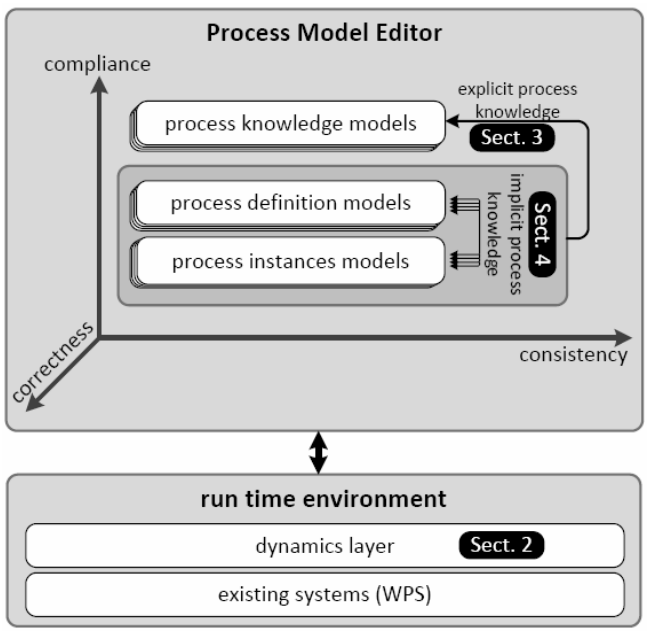 Process Model Editor
compliance
explicit process
knowledge
Sect. 3
process knowledge models
process definition models
process instances models
implicit process
knowledge
Sect. 4
correctness
consistency
run time environment
dynamics layer
Sect. 2
existing systems (WPS)